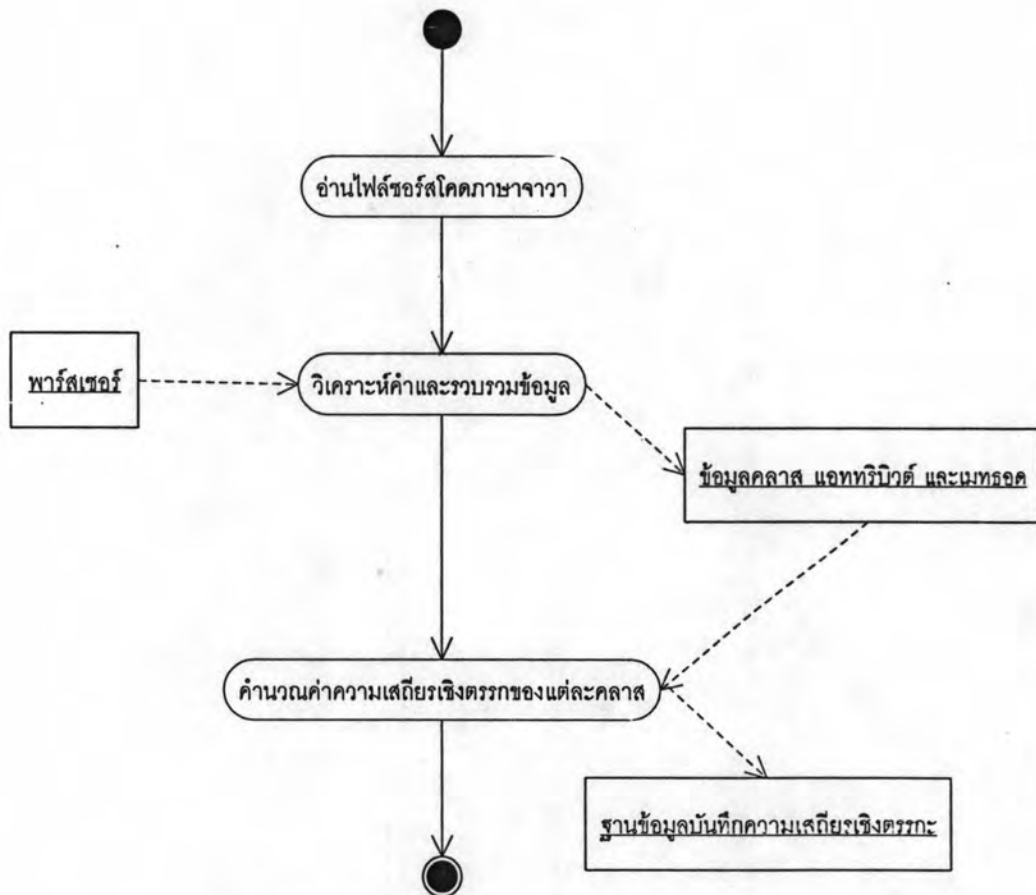 อ่านไฟล์ซอร์สโคดภาษาจาวา
พาร์สเซอร์
วิเคราะห์คำและรวบรวมข้อมูล
ข้อมูลคลาส แอททริบิวต์ และเมทธอด
คำนวณค่าความเสถียรเชิงตรรกของแต่ละคลาส
ฐานข้อมูลบันทึกความเสถียรเชิงตรรกะ